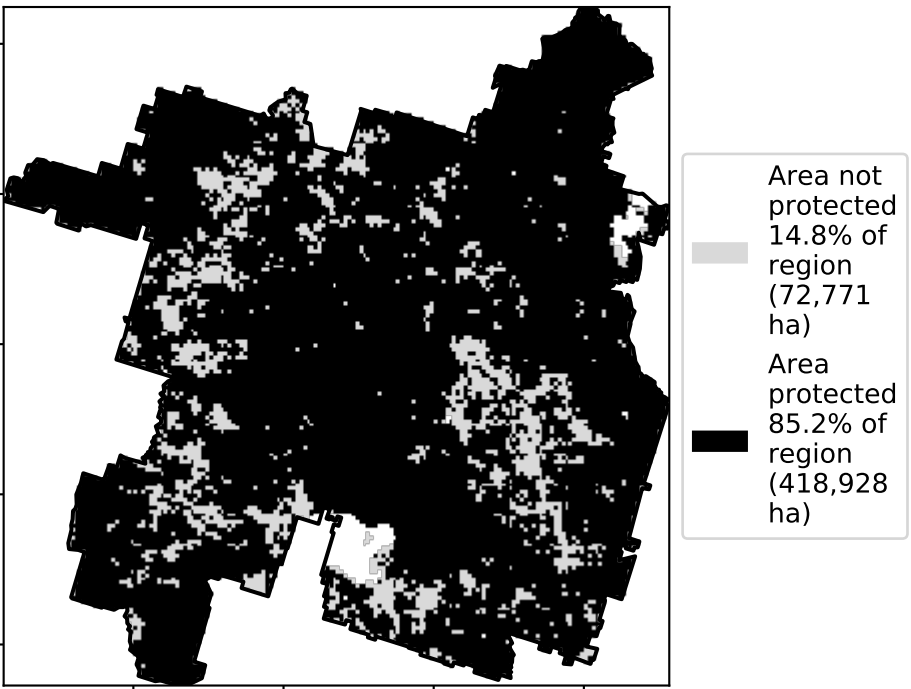 Area not
protected
14.8% of
region
(72,771
ha)
Area
protected
85.2% of
region
(418,928
ha)